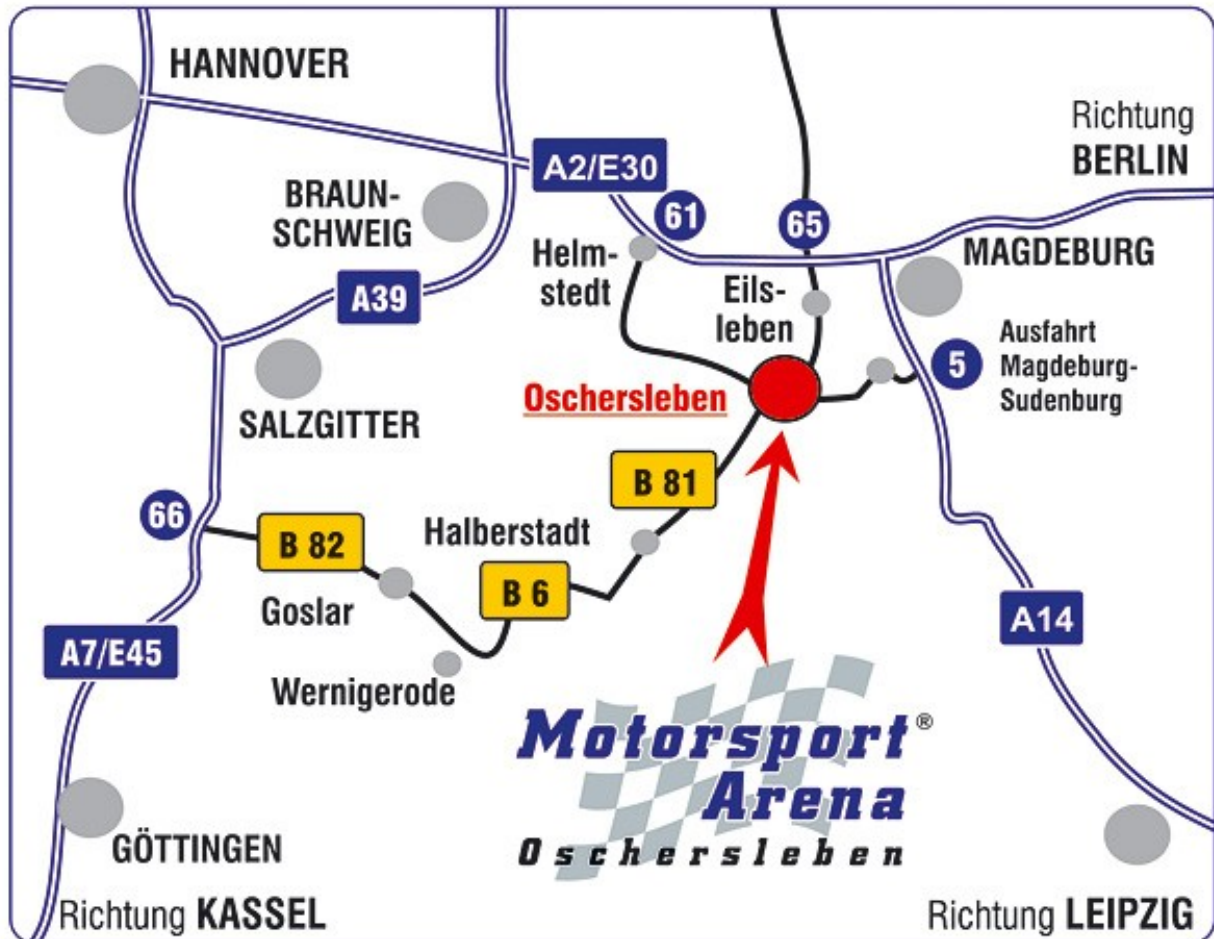 HANNOVER
Richtung
BERLIN
A2/E30
BRAUN-
SCHWEIG
61
65
Helm-
stedt
MAGDEBURG
A39
Eils-
leben
5
Ausfahrt
Magdeburg-
Sudenburg
Oschersleben
SALZGITTER
B 81
66
B 82
Halberstadt
B 6
Goslar
A14
A7/E45
Wernigerode
Motorsport®
Arena
Oschersleben
GÖTTINGEN
Richtung KASSEL
Richtung LEIPZIG